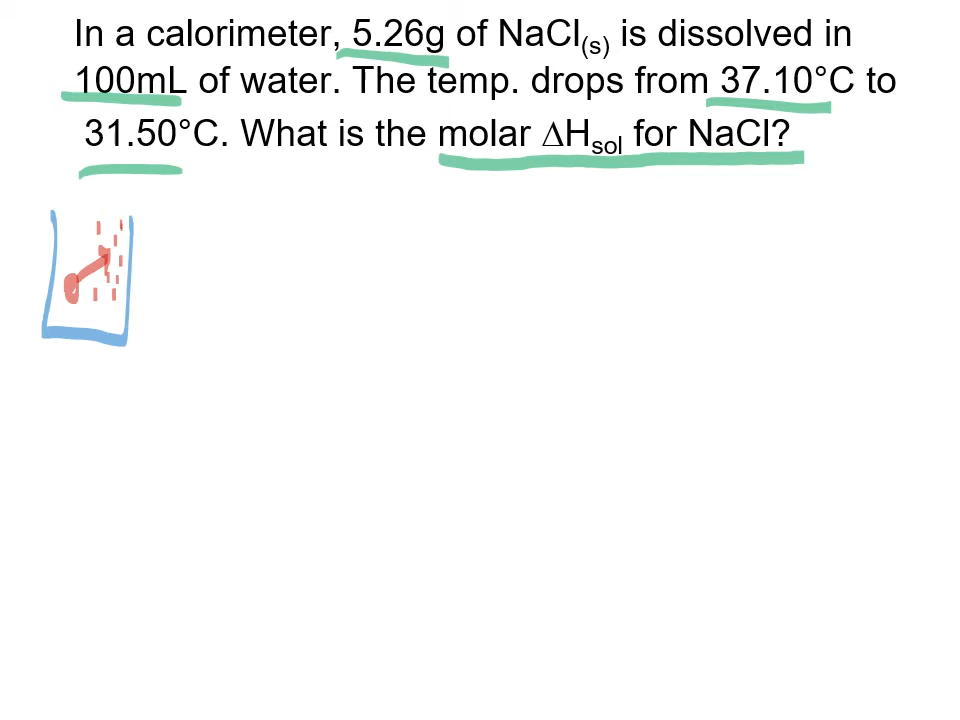 In a calorimeter, 5.26g of NaCl(s) is dissolved in
100mL of water. The temp. drops from 37.10°C to
31.50°C. What is the molar ∆Hsol for NaCl?